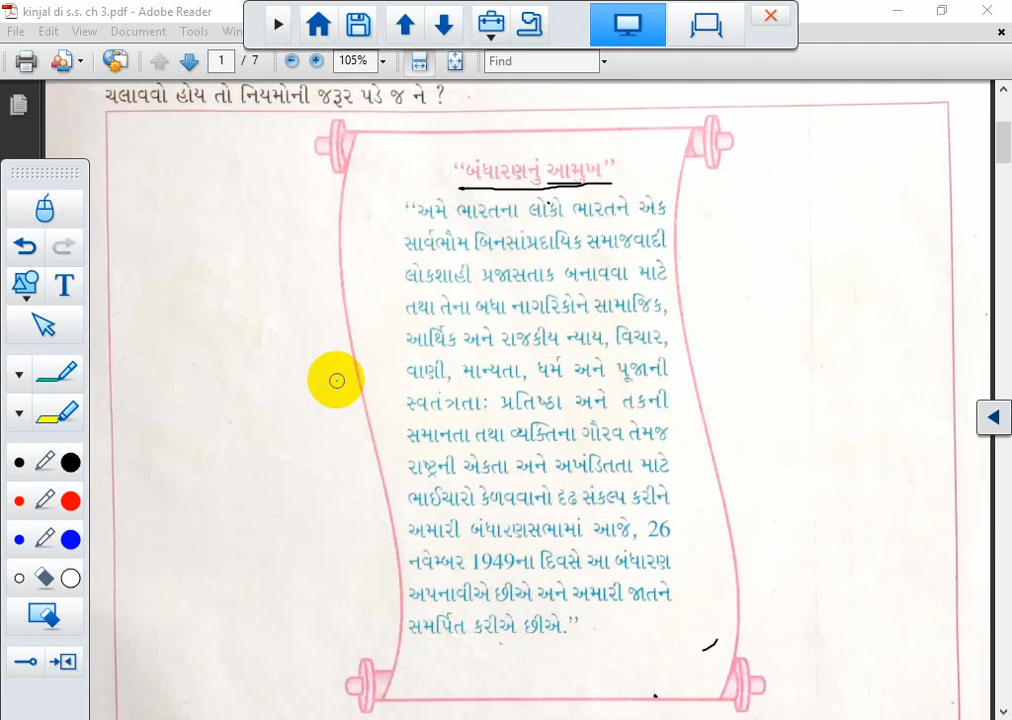 kinjal di s.s. ch 3.pdf - Adobe Reader
File Edit View Document Tools
1 / 7 105% Find
ચલાવવો હોય તો નિયમોની જરૂર પડે જ ને ?
“બંધારણનું આમુખ”
“અમે ભારતના લોકો ભારતને એક
સાર્વભૌમ બિનસાંપ્રદાયિક સમાજવાદી
લોકશાહી પ્રજાસતાક બનાવવા માટે
તથા તેના બધા નાગરિકોને સામાજિક,
આર્થિક અને રાજકીય ન્યાય, વિચાર,
વાણી, માન્યતા, ધર્મ અને પૂજાની
સ્વતંત્રતાઃ પ્રતિષ્ઠા અને તકની
સમાનતા તથા વ્યક્તિના ગૌરવ તેમજ
રાષ્ટ્રની એકતા અને અખંડિતતા માટે
ભાઈચારો કેળવવાનો દૃઢ સંકલ્પ કરીને
અમારી બંધારણસભામાં આજે, 26
નવેમ્બર 1949ના દિવસે આ બંધારણ
અપનાવીએ છીએ અને અમારી જાતને
સમર્પિત કરીએ છીએ.”
T